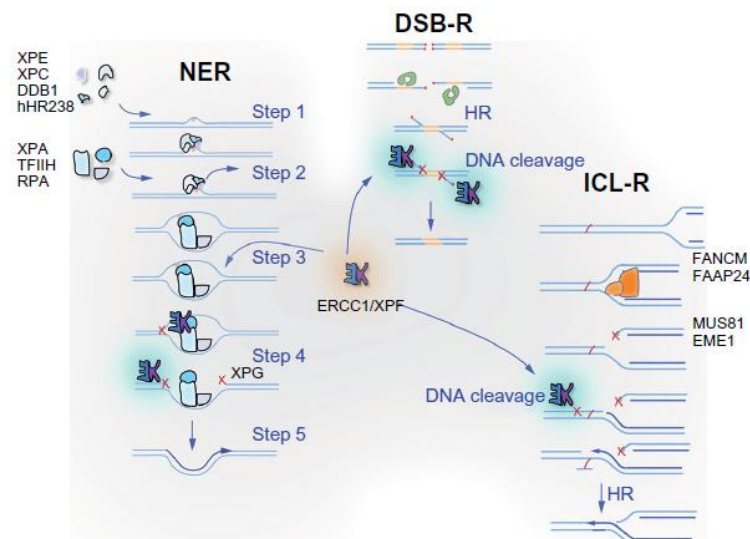 DSB-R
NER
XPE
XPC
DDB1
hHR238
Step 1
XPA
TFIIH
RPA
Step 2
Step 3
Step 4
XPG
Step 5
HR
DNA cleavage
ERCC1/XPF
ICL-R
FANCM
FAAP24
MUS81
EME1
DNA cleavage
HR